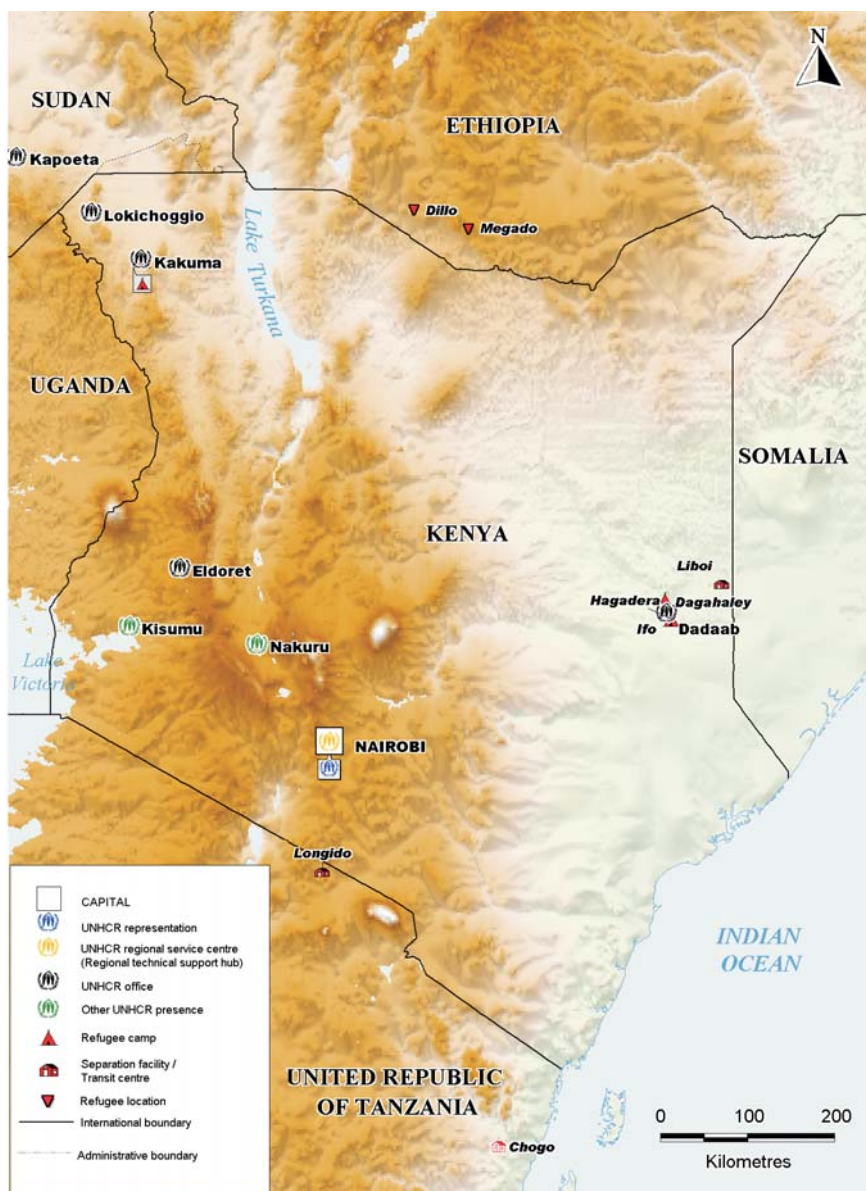 N
SUDAN
ETHIOPIA
Kapoeta
Lokichoggio
Dillo
Megado
Kakuma
Lake Turkana
UGANDA
SOMALIA
KENYA
Eldoret
Liboi
Hagadera
Dagahaley
Ifo
Dadaab
Kisumu
Nakuru
Lake
Victoria
NAIROBI
Longido
INDIAN
OCEAN
CAPITAL
UNHCR representation
UNHCR regional service centre
(Regional technical support hub)
UNHCR office
Other UNHCR presence
Refugee camp
Separation facility /
Transit centre
Refugee location
International boundary
Administrative boundary
UNITED REPUBLIC
OF TANZANIA
Chogo
0 100 200
Kilometres